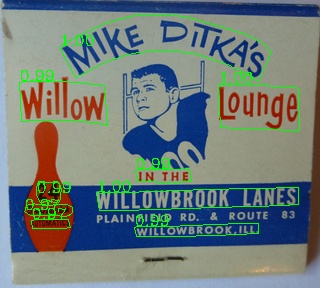 MIKE DITKA'S
Willow Lounge
IN THE
WILLOWBROOK LANES
PLAINFIELD RD. & ROUTE 83
WILLOWBROOK, ILL.